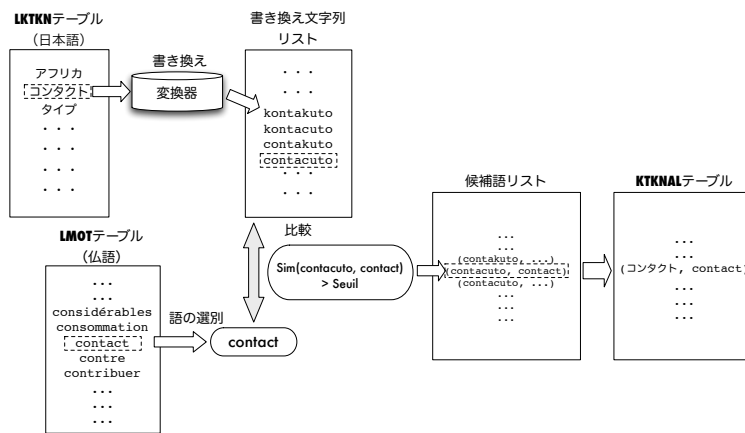 LKTKNテーブル
(日本語)
アフリカ
コンタクト
タイプ
・・・
・・・
・・・
・・・
書き換え
変換器
書き換え文字列
リスト
・・・
・・・
kontakuto
kontacuto
contakuto
contacuto
・・・
・・・
比較
LMOTテーブル
(仏語)
...
...
considérables
consommation
contact
contre
contribuer
...
...
...
語の選別
contact
Sim(contacuto, contact)
> Seuil
候補語リスト
...
...
(contakuto, ...)
(contacuto, contact)
(contacuto, ...)
...
...
...
KTKNALテーブル
...
...
(コンタクト, contact)
...
...
...